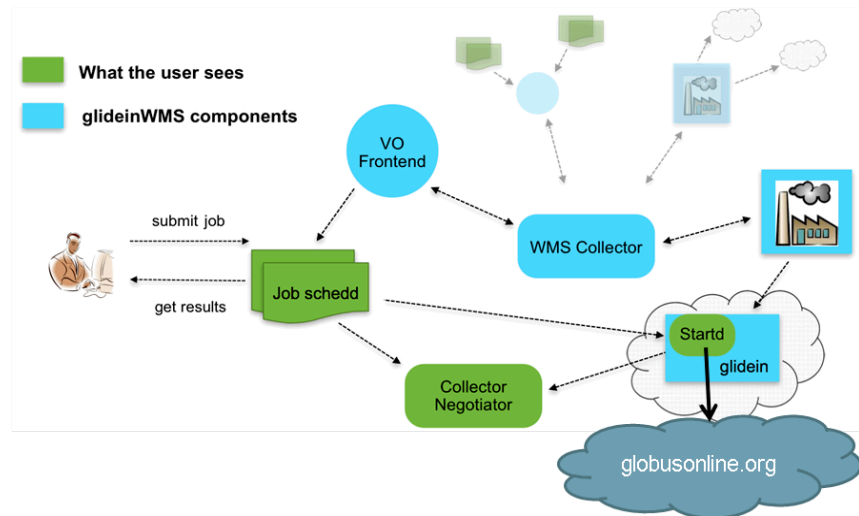 What the user sees
glideinWMS components
VO
Frontend
submit job
WMS Collector
Job schedd
get results
Startd
glidein
Collector
Negotiator
globusonline.org